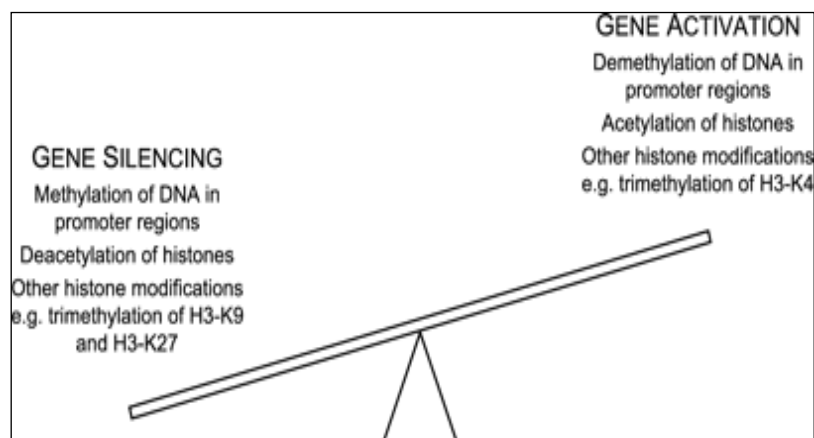 GENE ACTIVATION
Demethylation of DNA in
promoter regions
Acetylation of histones
Other histone modifications
e.g. trimethylation of H3-K4
GENE SILENCING
Methylation of DNA in
promoter regions
Deacetylation of histones
Other histone modifications
e.g. trimethylation of H3-K9
and H3-K27